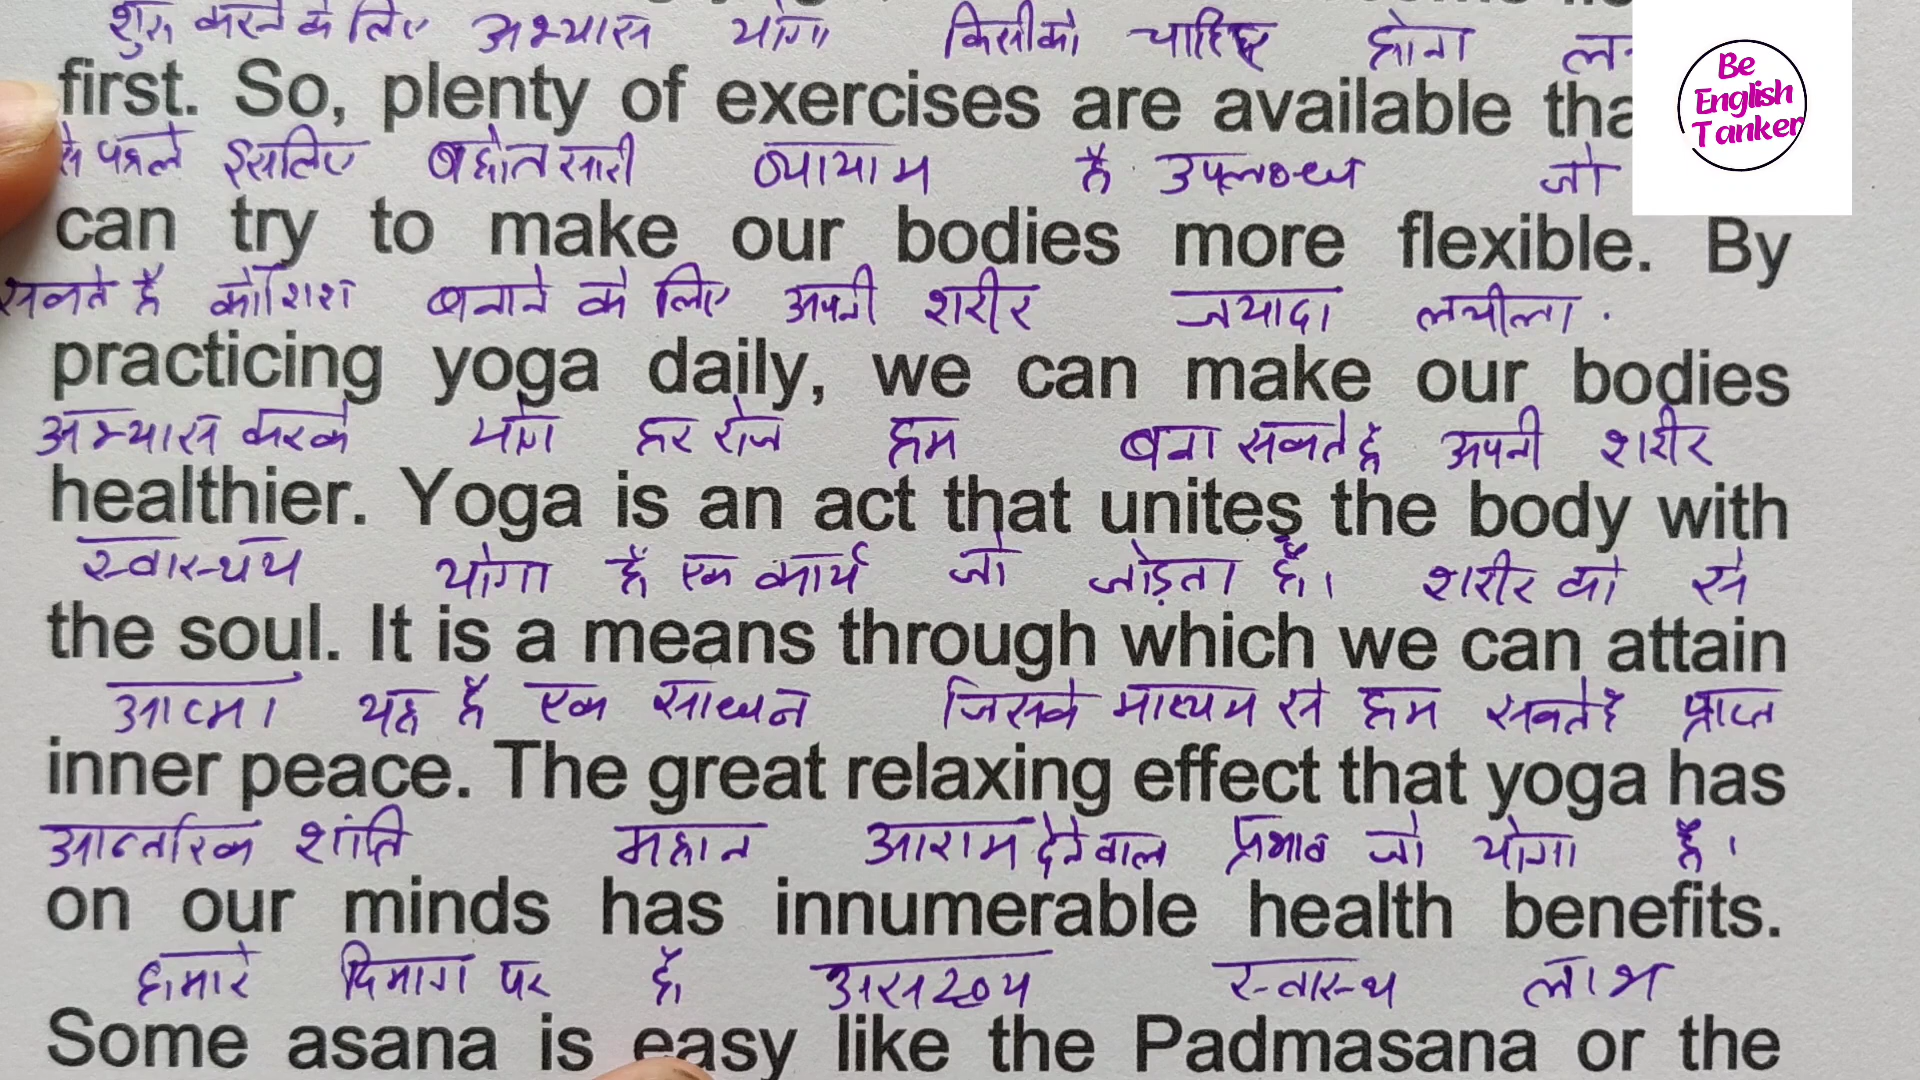 शुरू करने के लिए अभ्यास योगा किसीको चाहिए होना
first. So, plenty of exercises are available
से पहले इसलिए बहोत सारी व्यायाम है उपलब्ध जो
can try to make our bodies more flexible. By
सकते है कोशिश बनाने के लिए अपनी शरीर ज्यादा लचीला.
practicing yoga daily, we can make our bodies
अभ्यास करके योग हर रोज हम बना सकते है अपनी शरीर
healthier. Yoga is an act that unites the body with
स्वास्थय योगा है एक कार्य जो जोड़ता है। शरीर को से
the soul. It is a means through which we can attain
आत्मा यह है एक साधन जिसके माध्यम से हम सकते है प्राप्त
inner peace. The great relaxing effect that yoga has
आन्तरिक शांति महान आराम देनेवाल प्रभाव जो योगा है।
on our minds has innumerable health benefits.
हामारे दिमाग पर है लाभ
Some asana is easy like the Padmasana or the
Be
English
Tanker